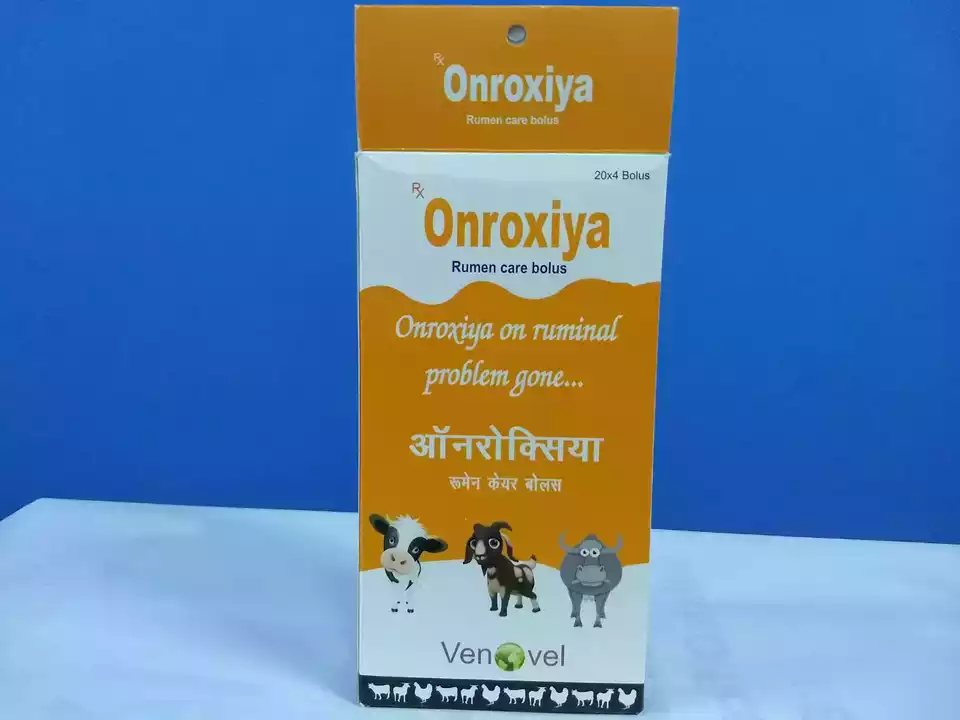 Rx
Onroxiya
Rumen care bolus
20x4 Bolus
Rx
Onroxiya
Rumen care bolus
Onroxiya on ruminal
problem gone...
ऑनरोक्सिया
रूमेन केयर बोलस
Venovel